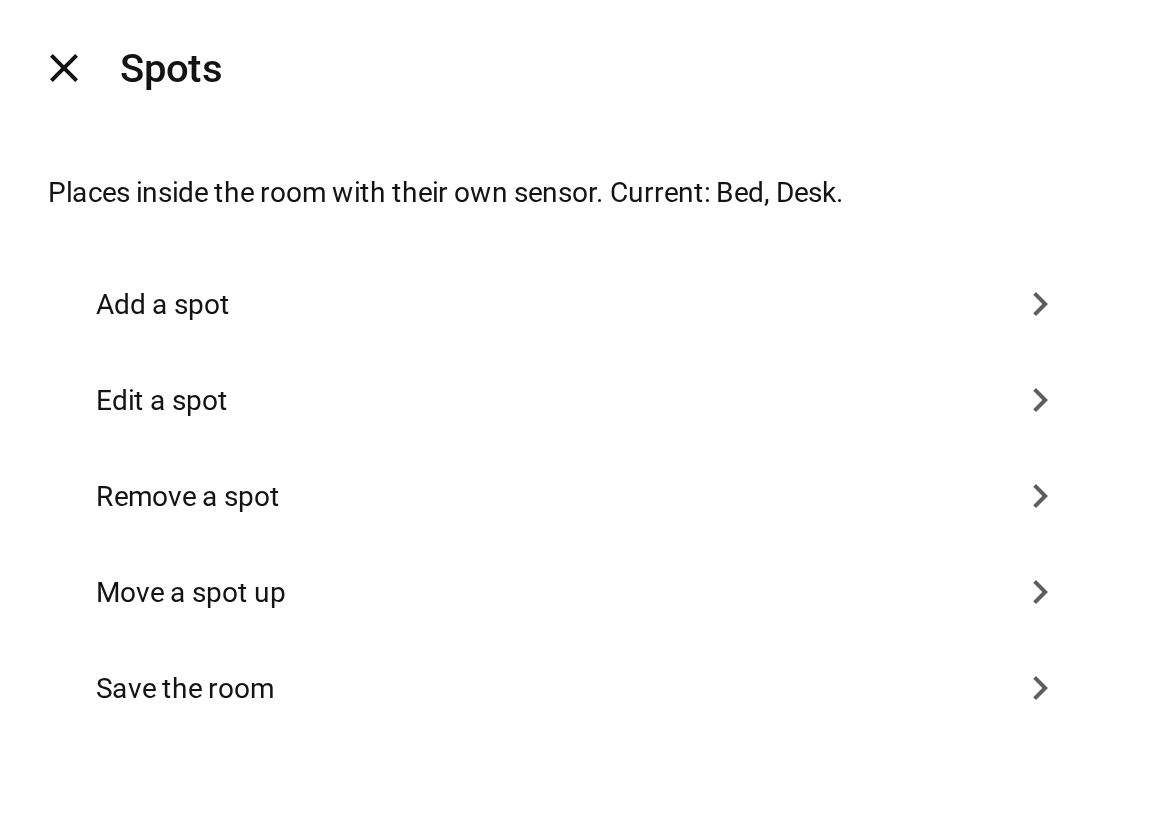 Spots
Places inside the room with their own sensor. Current: Bed, Desk.
Add a spot
Edit a spot
Remove a spot
Move a spot up
Save the room